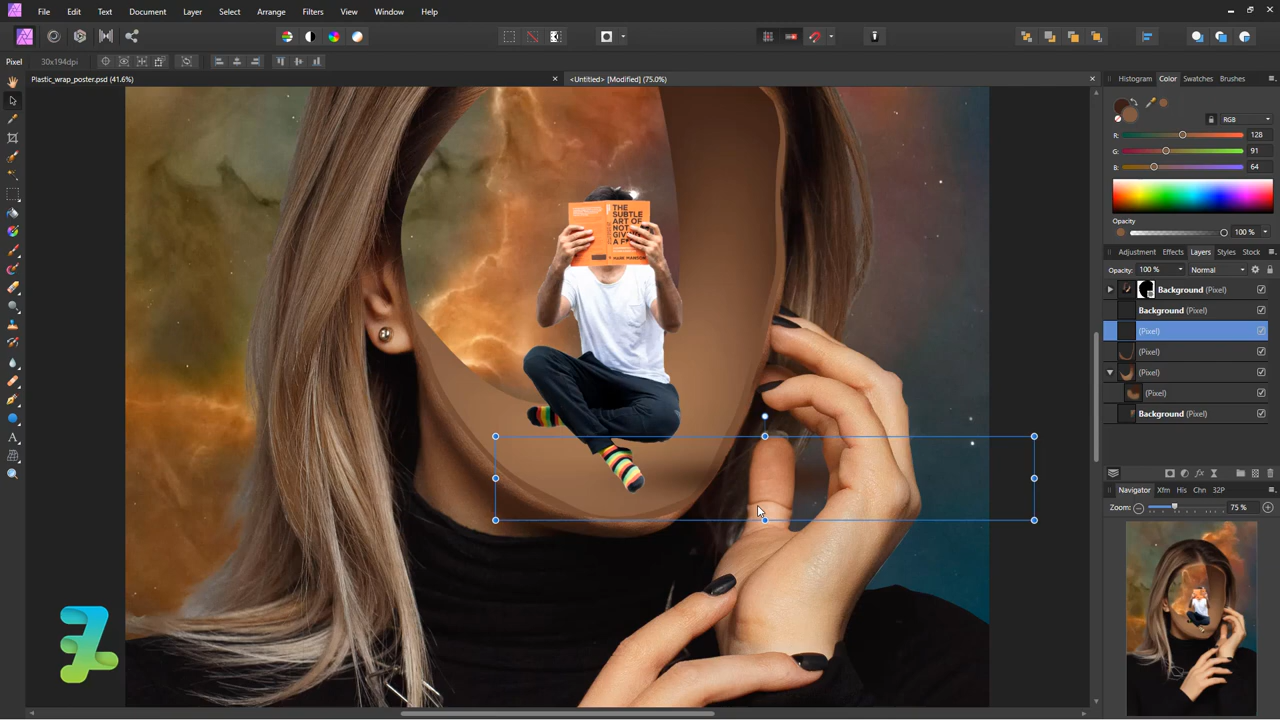 File Edit Text Document Layer Select Arrange Filters View Window Help
Pixel 30x194dpi
Plastic_wrap_poster.psd (41.6%) <Untitled> [Modified] (75.0%)
Histogram Color Swatches Brushes
RGB
R: 128
G: 91
B: 64
Opacity
100 %
Adjustment Effects Layers Styles Stock
Opacity: 100 % Normal
Background (Pixel)
Background (Pixel)
(Pixel)
(Pixel)
(Pixel)
(Pixel)
Background (Pixel)
Navigator Xfm His Chn 32P
Zoom: 75 %
THE
SUBTLE
ART OF
NOT
GIVING
A F
MARK MANSON